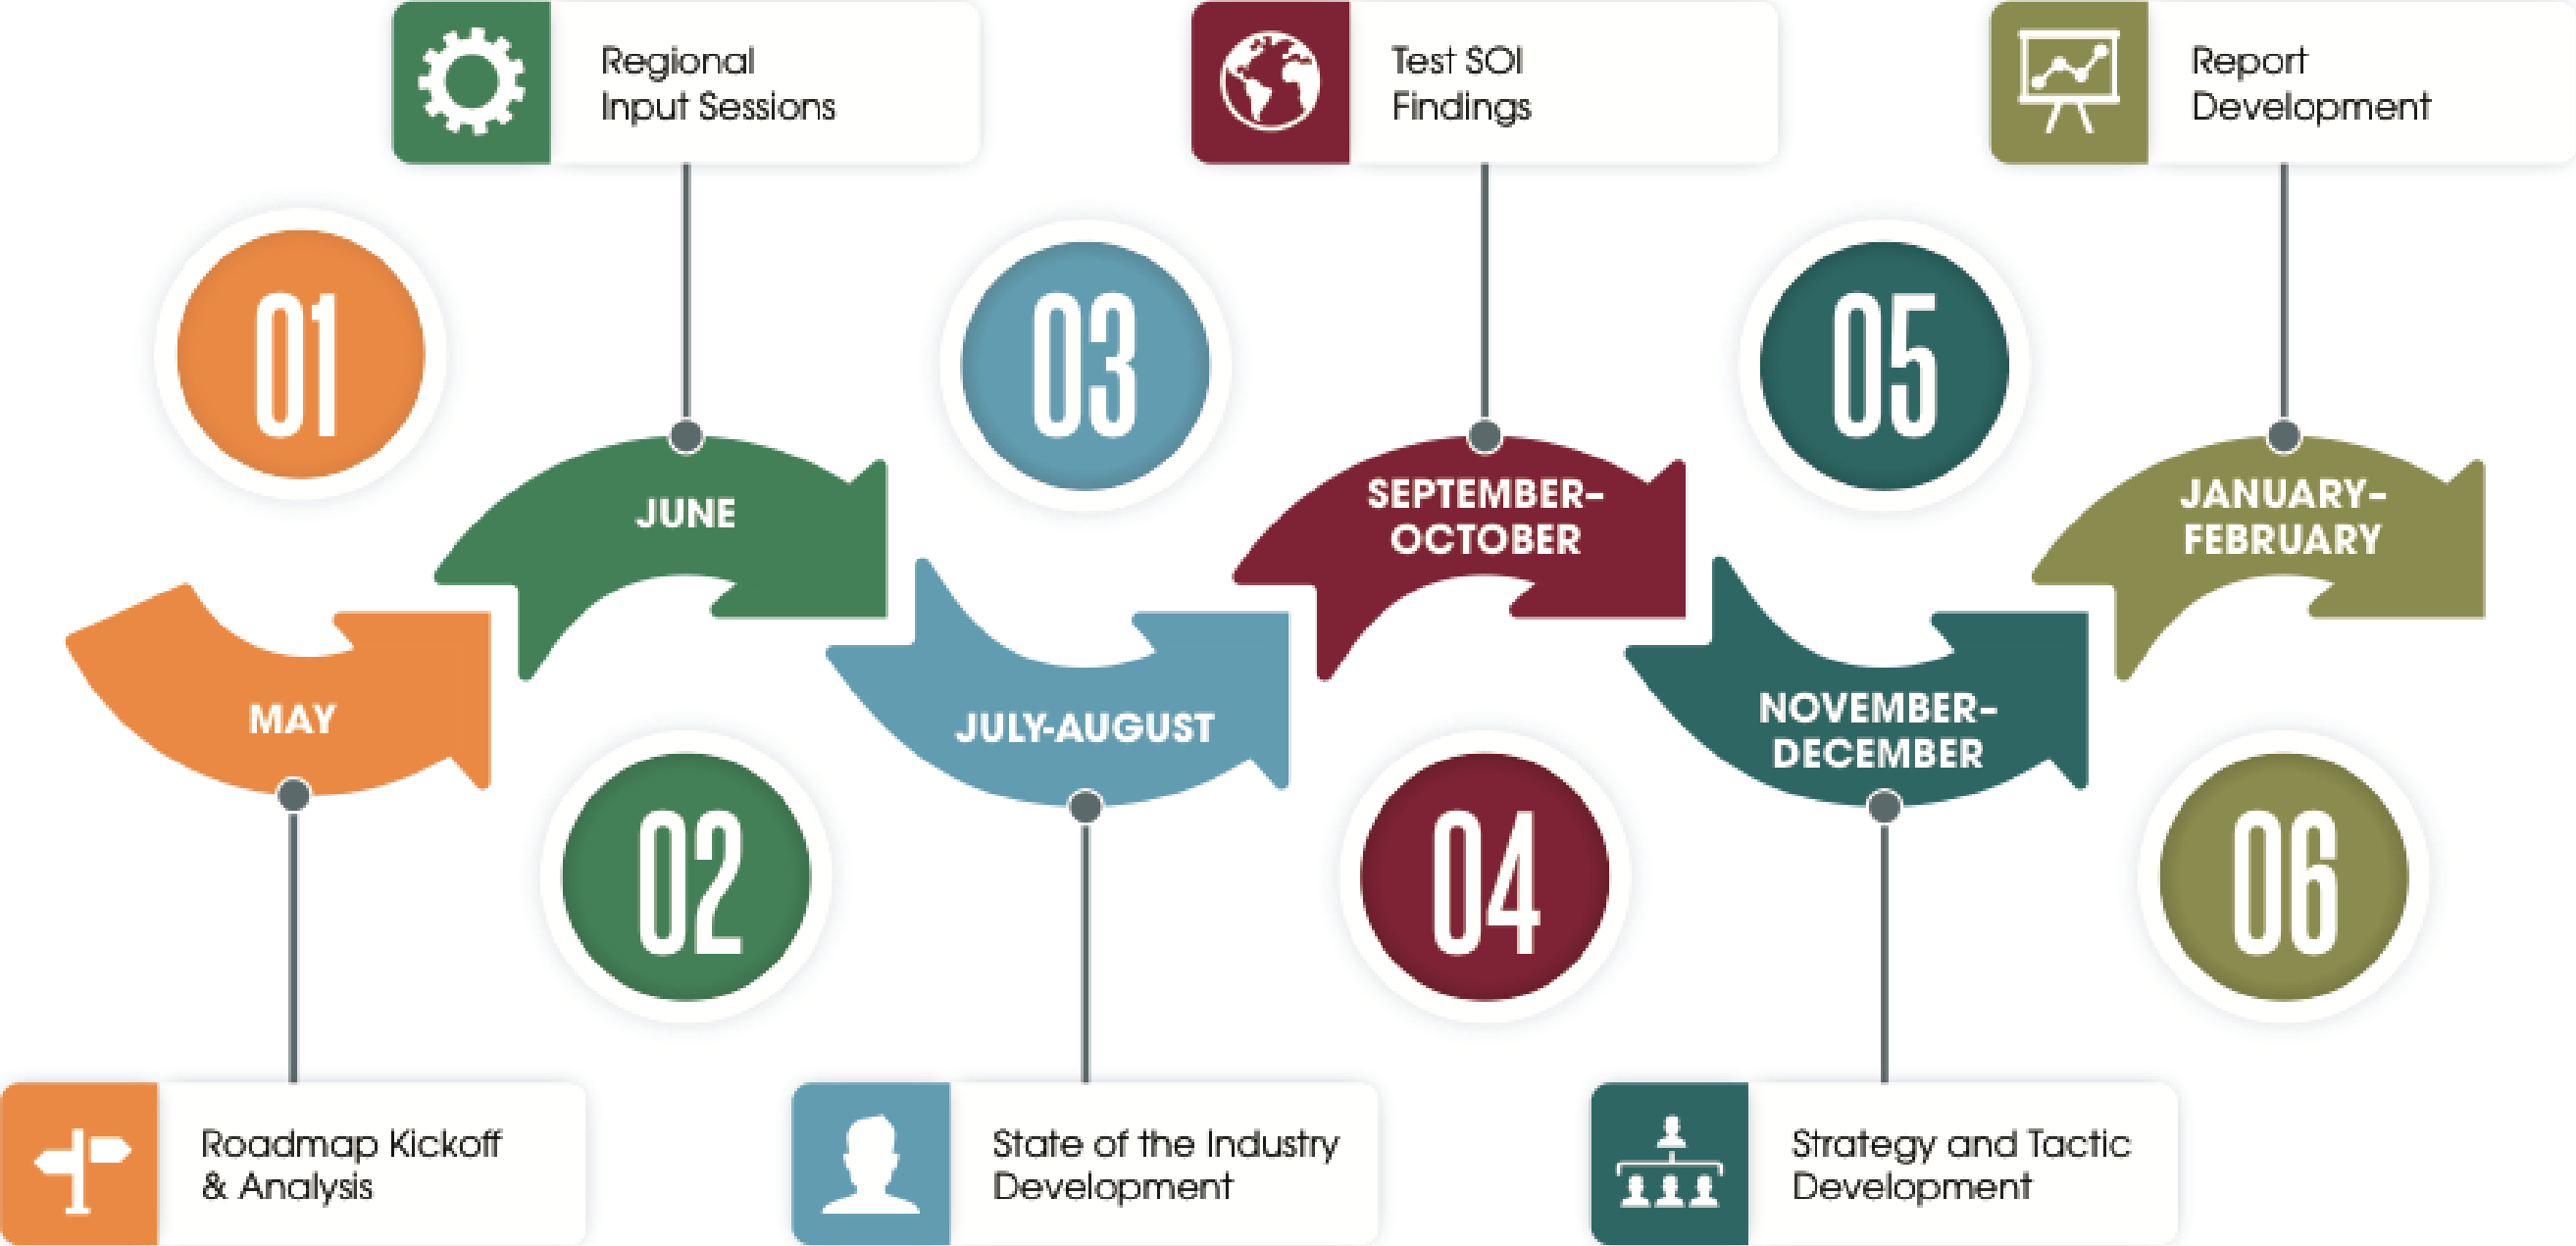 Regional
Input Sessions
Test SOI
Findings
Report
Development
01
03
05
JUNE
SEPTEMBER-
OCTOBER
JANUARY-
FEBRUARY
MAY
JULY-AUGUST
NOVEMBER-
DECEMBER
02
04
06
Roadmap Kickoff
& Analysis
State of the Industry
Development
Strategy and Tactic
Development